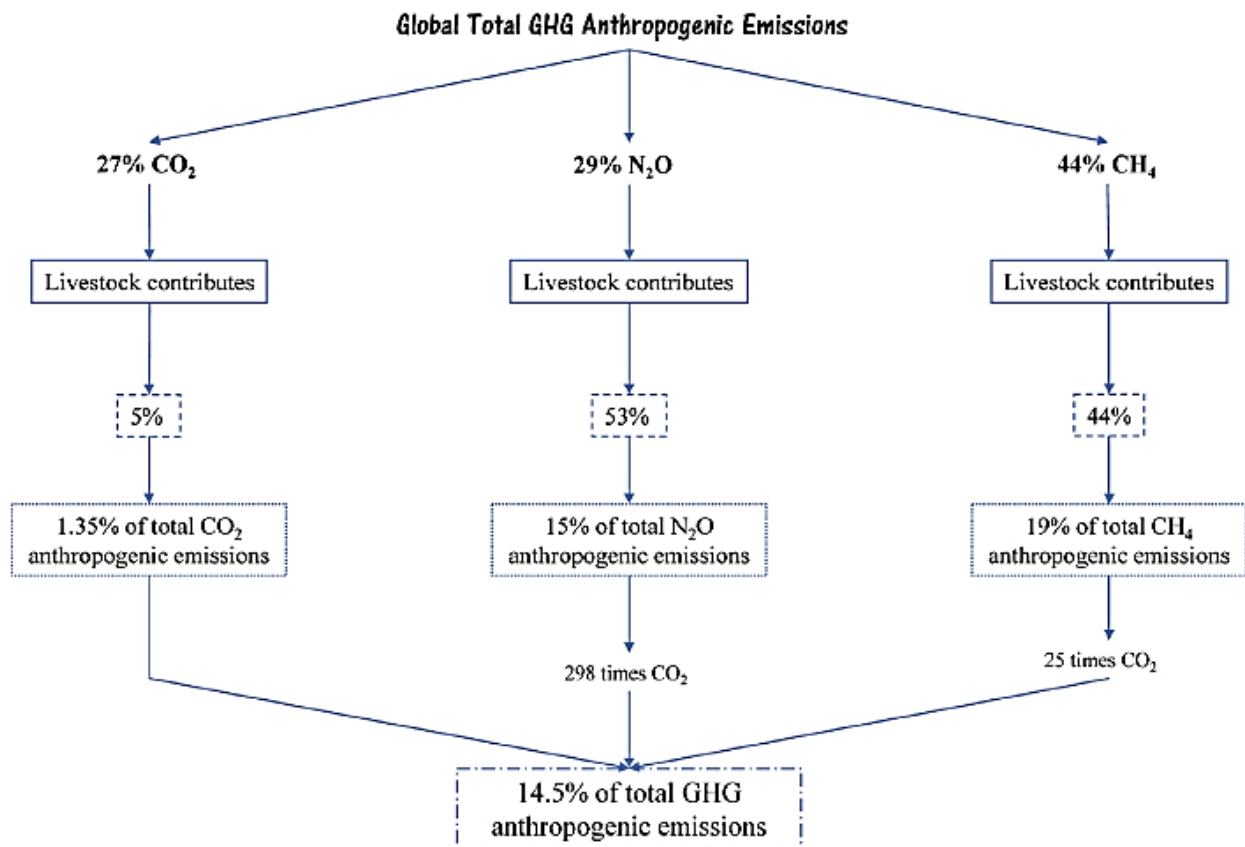 Global Total GHG Anthropogenic Emissions
27% CO₂
29% N₂O
44% CH₄
Livestock contributes
Livestock contributes
Livestock contributes
5%
53%
44%
1.35% of total CO₂
anthropogenic emissions
15% of total N₂O
anthropogenic emissions
19% of total CH₄
anthropogenic emissions
298 times CO₂
25 times CO₂
14.5% of total GHG
anthropogenic emissions